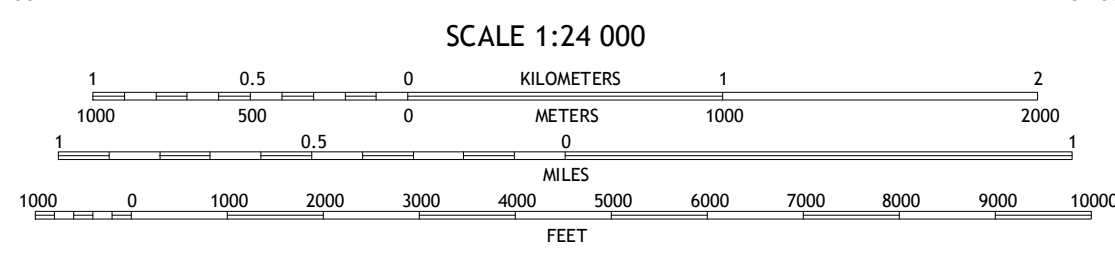 SCALE 1:24 000
1 0.5 0 KILOMETERS 1 2
1000 500 0 METERS 1000 2000
1 0.5 0 1
MILES
1000 0 1000 2000 3000 4000 5000 6000 7000 8000 9000 10000
FEET